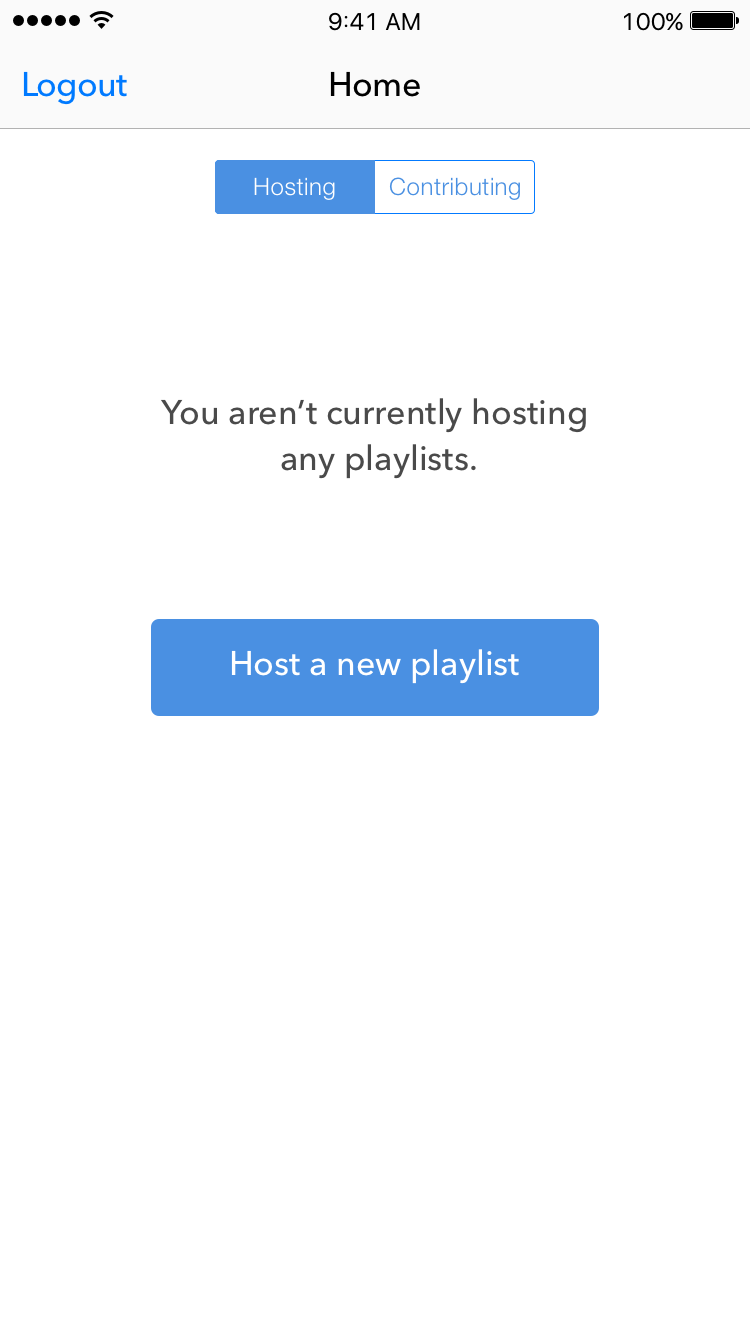 9:41 AM
100%
Logout
Home
Hosting
Contributing
You aren’t currently hosting
any playlists.
Host a new playlist